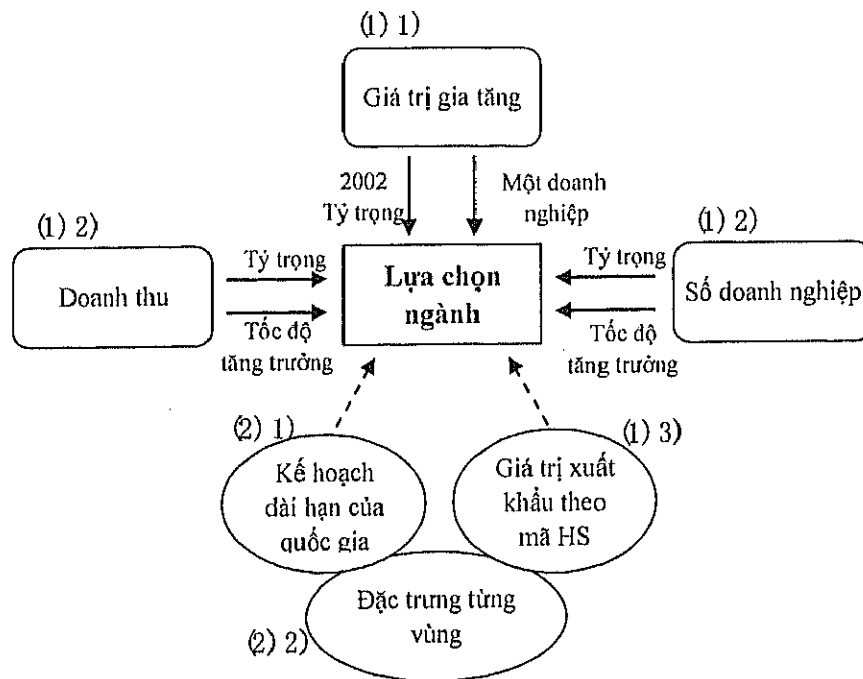 (1) 1)
Giá trị gia tăng
2002
Tỷ trọng
Một doanh
nghiệp
(1) 2)
Doanh thu
Tỷ trọng
Tốc độ
tăng trưởng
Lựa chọn
ngành
(1) 2)
Số doanh nghiệp
Tỷ trọng
Tốc độ
tăng trưởng
(2) 1)
Kế hoạch
dài hạn của
quốc gia
(1) 3)
Giá trị xuất
khẩu theo
mã HS
Đặc trưng từng
vùng
(2) 2)